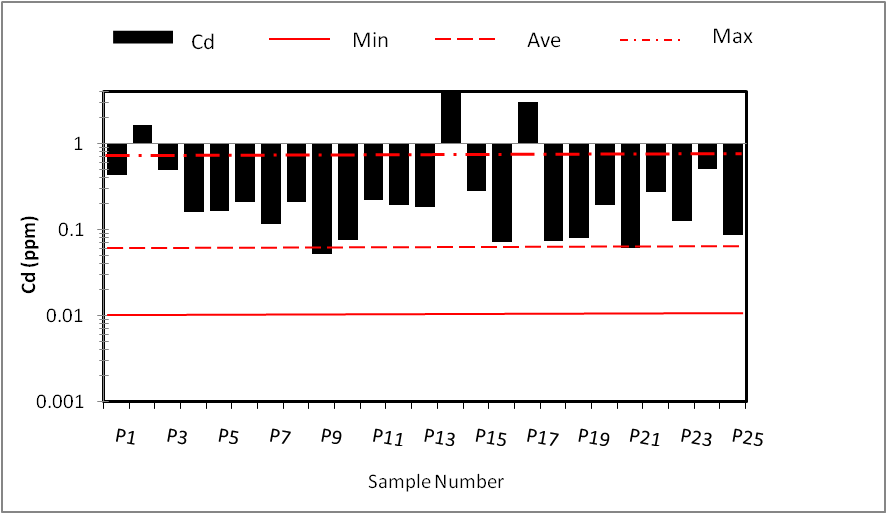 Cd Min Ave Max
1
0.1
0.01
0.001
Cd (ppm)
P1 P3 P5 P7 P9 P11 P13 P15 P17 P19 P21 P23 P25
Sample Number